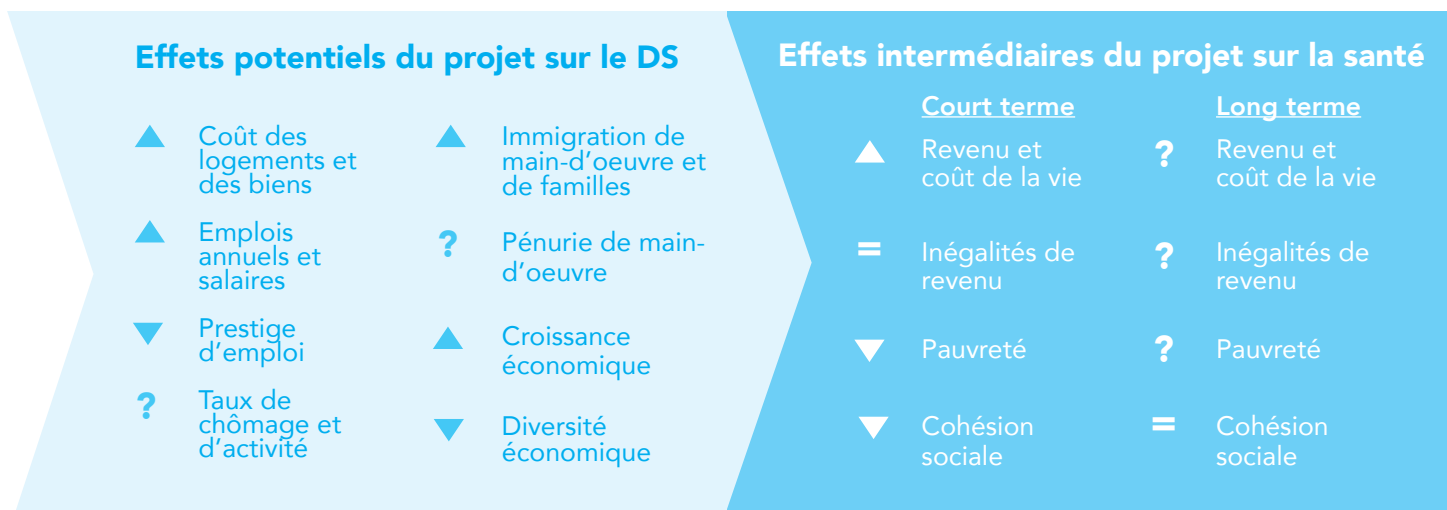 Effets potentiels du projet sur le DS
▲ Coût des
logements et
des biens
▲ Emplois
annuels et
salaires
▼ Prestige
d'emploi
? Taux de
chômage et
d'activité
▲ Immigration de
main-d'oeuvre et
de familles
? Pénurie de main-
d'oeuvre
▲ Croissance
économique
▼ Diversité
économique
Effets intermédiaires du projet sur la santé
Court terme
▲ Revenu et
coût de la vie
= Inégalités de
revenu
▼ Pauvreté
▼ Cohésion
sociale
Long terme
? Revenu et
coût de la vie
? Inégalités de
revenu
? Pauvreté
= Cohésion
sociale